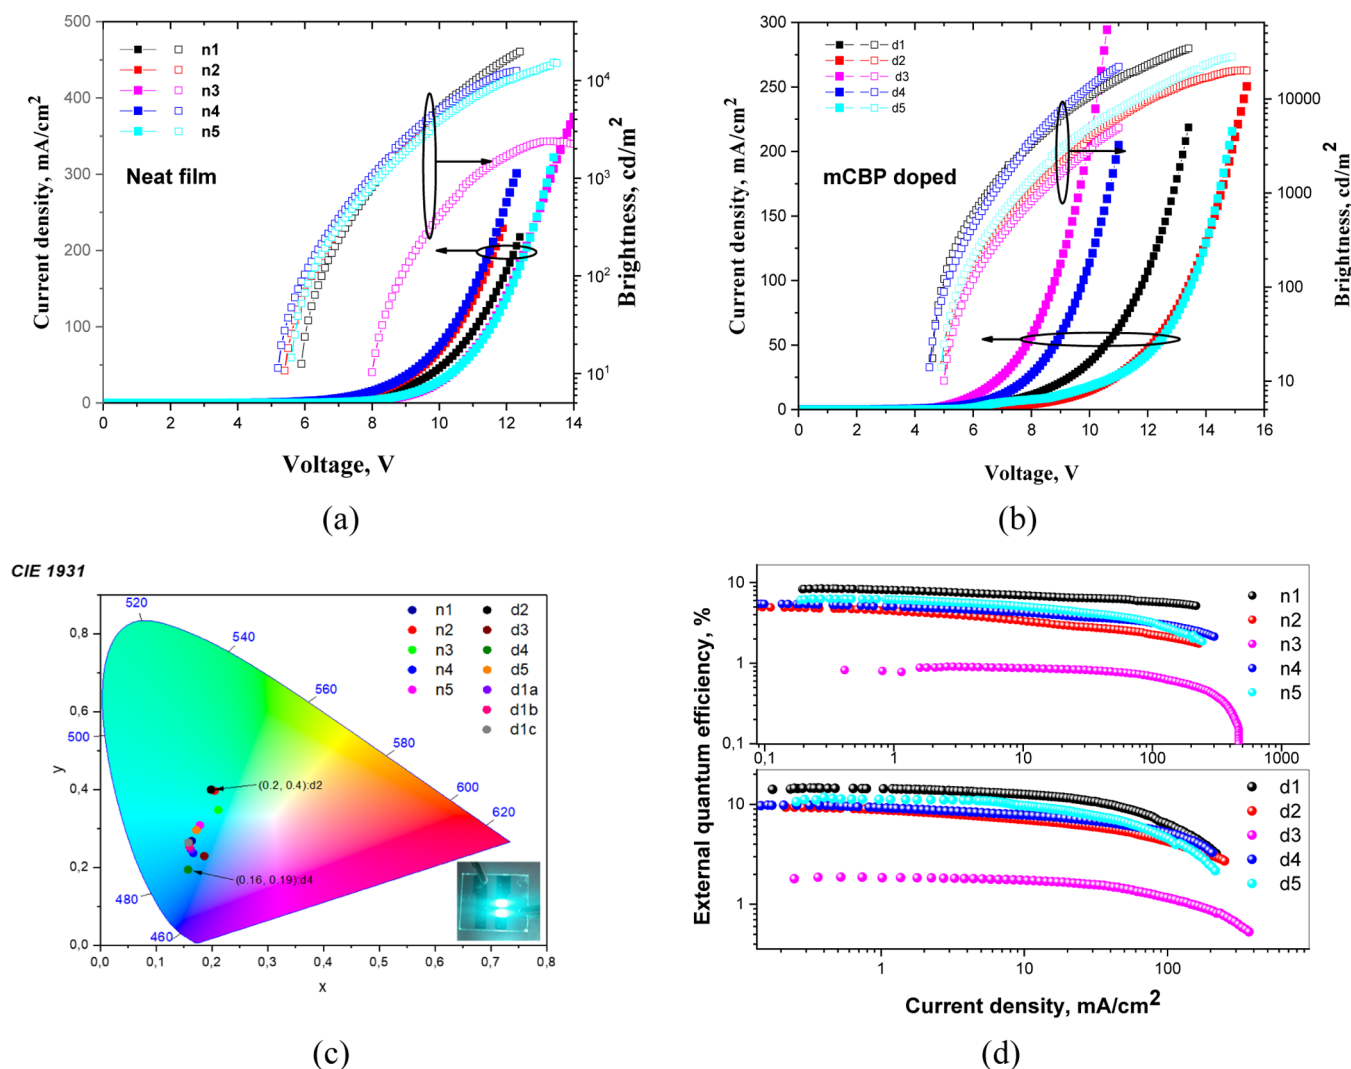 500
450
400
350
300
250
200
150
100
50
0
Current density, mA/cm2
n1
n2
n3
n4
n5
Neat film
10^4
10^3
10^2
10^1
Brightness, cd/m2
0 2 4 6 8 10 12 14
Voltage, V
(a)
300
250
200
150
100
50
0
Current density, mA/cm2
d1
d2
d3
d4
d5
mCBP doped
10000
1000
100
10
Brightness, cd/m2
0 2 4 6 8 10 12 14 16
Voltage, V
(b)
CIE 1931
0,8
0,6
0,4
0,2
0,0
y
520
540
560
580
600
620
500
480
460
n1 d2
n2 d3
n3 d4
n4 d5
n5 d1a
d1b
d1c
(0.2, 0.4):d2
(0.16, 0.19):d4
0,0 0,1 0,2 0,3 0,4 0,5 0,6 0,7 0,8
x
(c)
External quantum efficiency, %
10
1
0,1
n1
n2
n3
n4
n5
0,1 1 10 100 1000
10
1
d1
d2
d3
d4
d5
1 10 100
Current density, mA/cm2
(d)